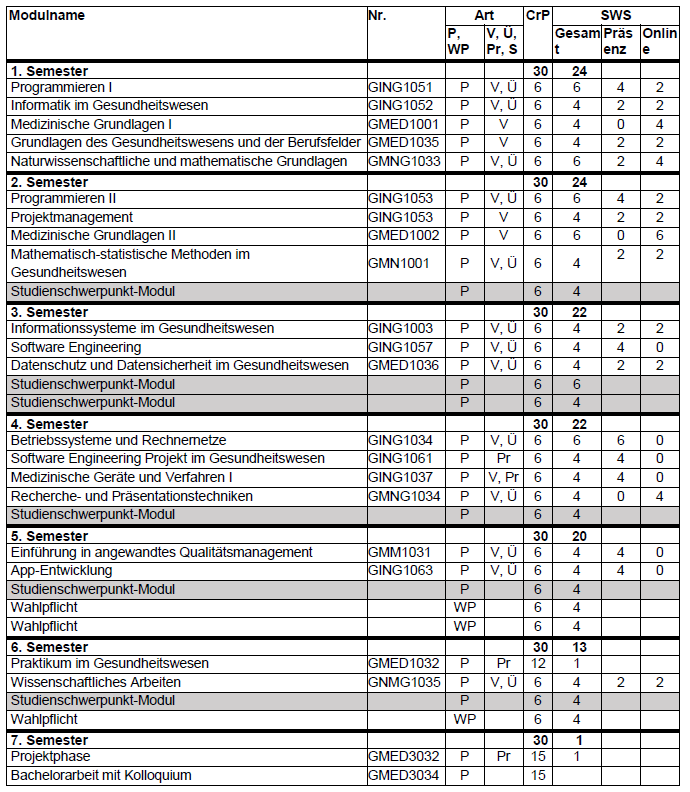 Modulname Nr. Art CrP SWS
P, WP V, Ü, Pr, S Gesamt Präsenz Online
1. Semester 30 24
Programmieren I GING1051 P V, Ü 6 6 4 2
Informatik im Gesundheitswesen GING1052 P V, Ü 6 4 2 2
Medizinische Grundlagen I GMED1001 P V 6 4 0 4
Grundlagen des Gesundheitswesens und der Berufsfelder GMED1035 P V 6 4 2 2
Naturwissenschaftliche und mathematische Grundlagen GMNG1033 P V, Ü 6 6 2 4
2. Semester 30 24
Programmieren II GING1053 P V, Ü 6 6 4 2
Projektmanagement GING1053 P V 6 4 2 2
Medizinische Grundlagen II GMED1002 P V 6 6 0 6
Mathematisch-statistische Methoden im
Gesundheitswesen GMN1001 P V, Ü 6 4 2 2
Studienschwerpunkt-Modul P 6 4
3. Semester 30 22
Informationssysteme im Gesundheitswesen GING1003 P V, Ü 6 4 2 2
Software Engineering GING1057 P V, Ü 6 4 4 0
Datenschutz und Datensicherheit im Gesundheitswesen GMED1036 P V, Ü 6 4 2 2
Studienschwerpunkt-Modul P 6 6
Studienschwerpunkt-Modul P 6 4
4. Semester 30 22
Betriebssysteme und Rechnernetze GING1034 P V, Ü 6 6 6 0
Software Engineering Projekt im Gesundheitswesen GING1061 P Pr 6 4 4 0
Medizinische Geräte und Verfahren I GING1037 P V, Pr 6 4 4 0
Recherche- und Präsentationstechniken GMNG1034 P V, Ü 6 4 0 4
Studienschwerpunkt-Modul P 6 4
5. Semester 30 20
Einführung in angewandtes Qualitätsmanagement GMM1031 P V, Ü 6 4 4 0
App-Entwicklung GING1063 P V, Ü 6 4 4 0
Studienschwerpunkt-Modul P 6 4
Wahlpflicht WP 6 4
Wahlpflicht WP 6 4
6. Semester 30 13
Praktikum im Gesundheitswesen GMED1032 P Pr 12 1
Wissenschaftliches Arbeiten GNMG1035 P V, Ü 6 4 2 2
Studienschwerpunkt-Modul P 6 4
Wahlpflicht WP 6 4
7. Semester 30 1
Projektphase GMED3032 P Pr 15 1
Bachelorarbeit mit Kolloquium GMED3034 P 15